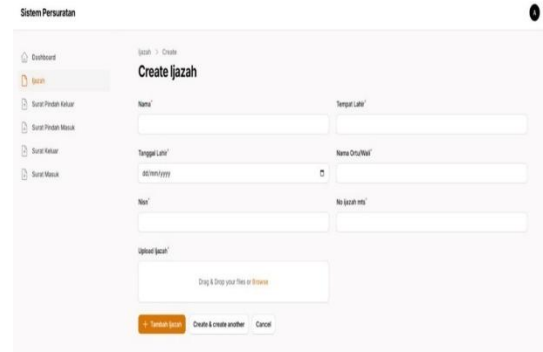 Sistem Persuratan
A
Dashboard
Ijazah
Surat Pindah Keluar
Surat Pindah Masuk
Surat Keluar
Surat Masuk
Ijazah > Create
Create Ijazah
Nama*
Tempat Lahir*
Tanggal Lahir*
Nama Ortu/Wali*
dd/mm/yyyy
Nisn*
No ijazah mts*
Upload Ijazah*
Drag & Drop your files or Browse
+ Tambah Ijazah
Create & create another
Cancel